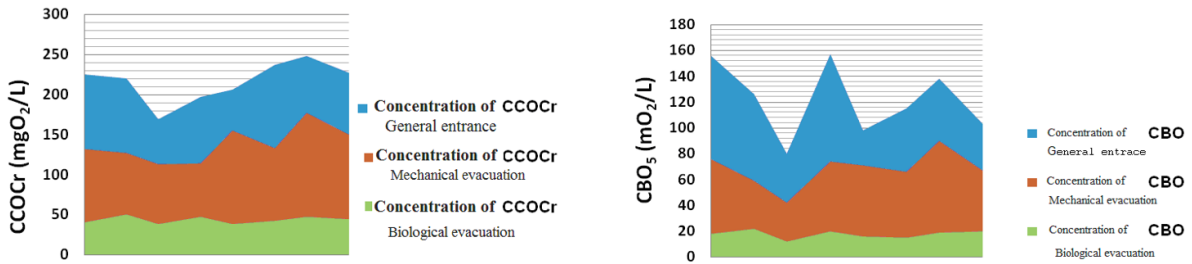 300
250
200
150
100
50
0
CCOCr (mgO₂/L)
Concentration of CCOCr
General entrance
Concentration of CCOCr
Mechanical evacuation
Concentration of CCOCr
Biological evacuation
180
160
140
120
100
80
60
40
20
0
CBO₅ (mO₂/L)
Concentration of CBO
General entrace
Concentration of CBO
Mechanical evacuation
Concentration of CBO
Biological evacuation